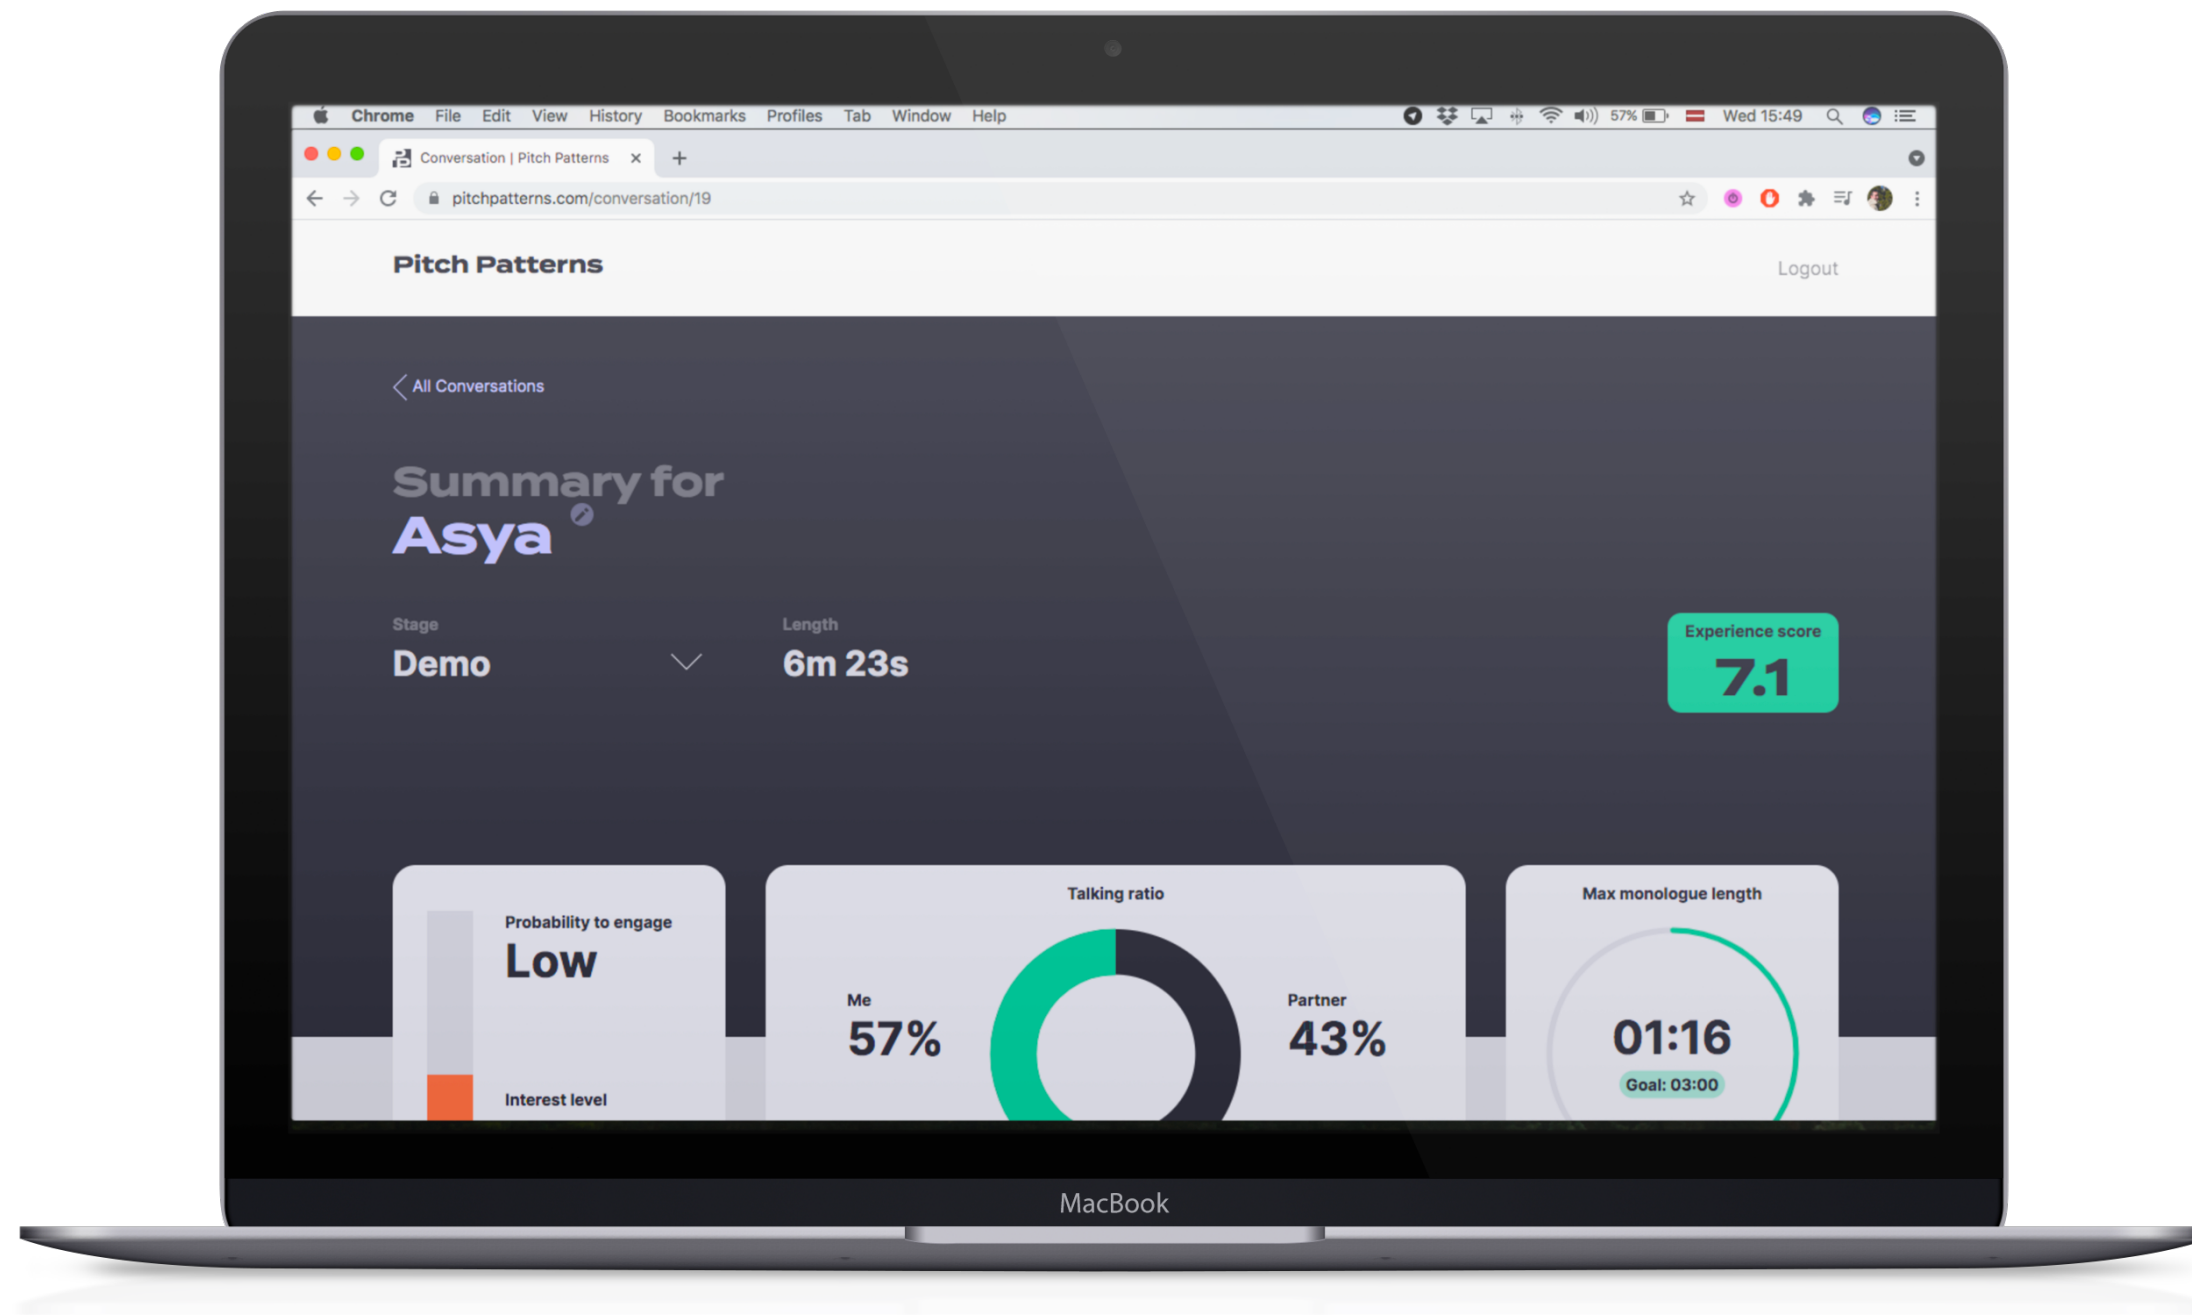 Chrome File Edit View History Bookmarks Profiles Tab Window Help 57% Wed 15:49
Conversation | Pitch Patterns
pitchpatterns.com/conversation/19
Pitch Patterns
Logout
All Conversations
Summary for
Asya
Stage
Demo
Length
6m 23s
Experience score
7.1
Probability to engage
Low
Interest level
Talking ratio
Me
57%
Partner
43%
Max monologue length
01:16
Goal: 03:00
MacBook